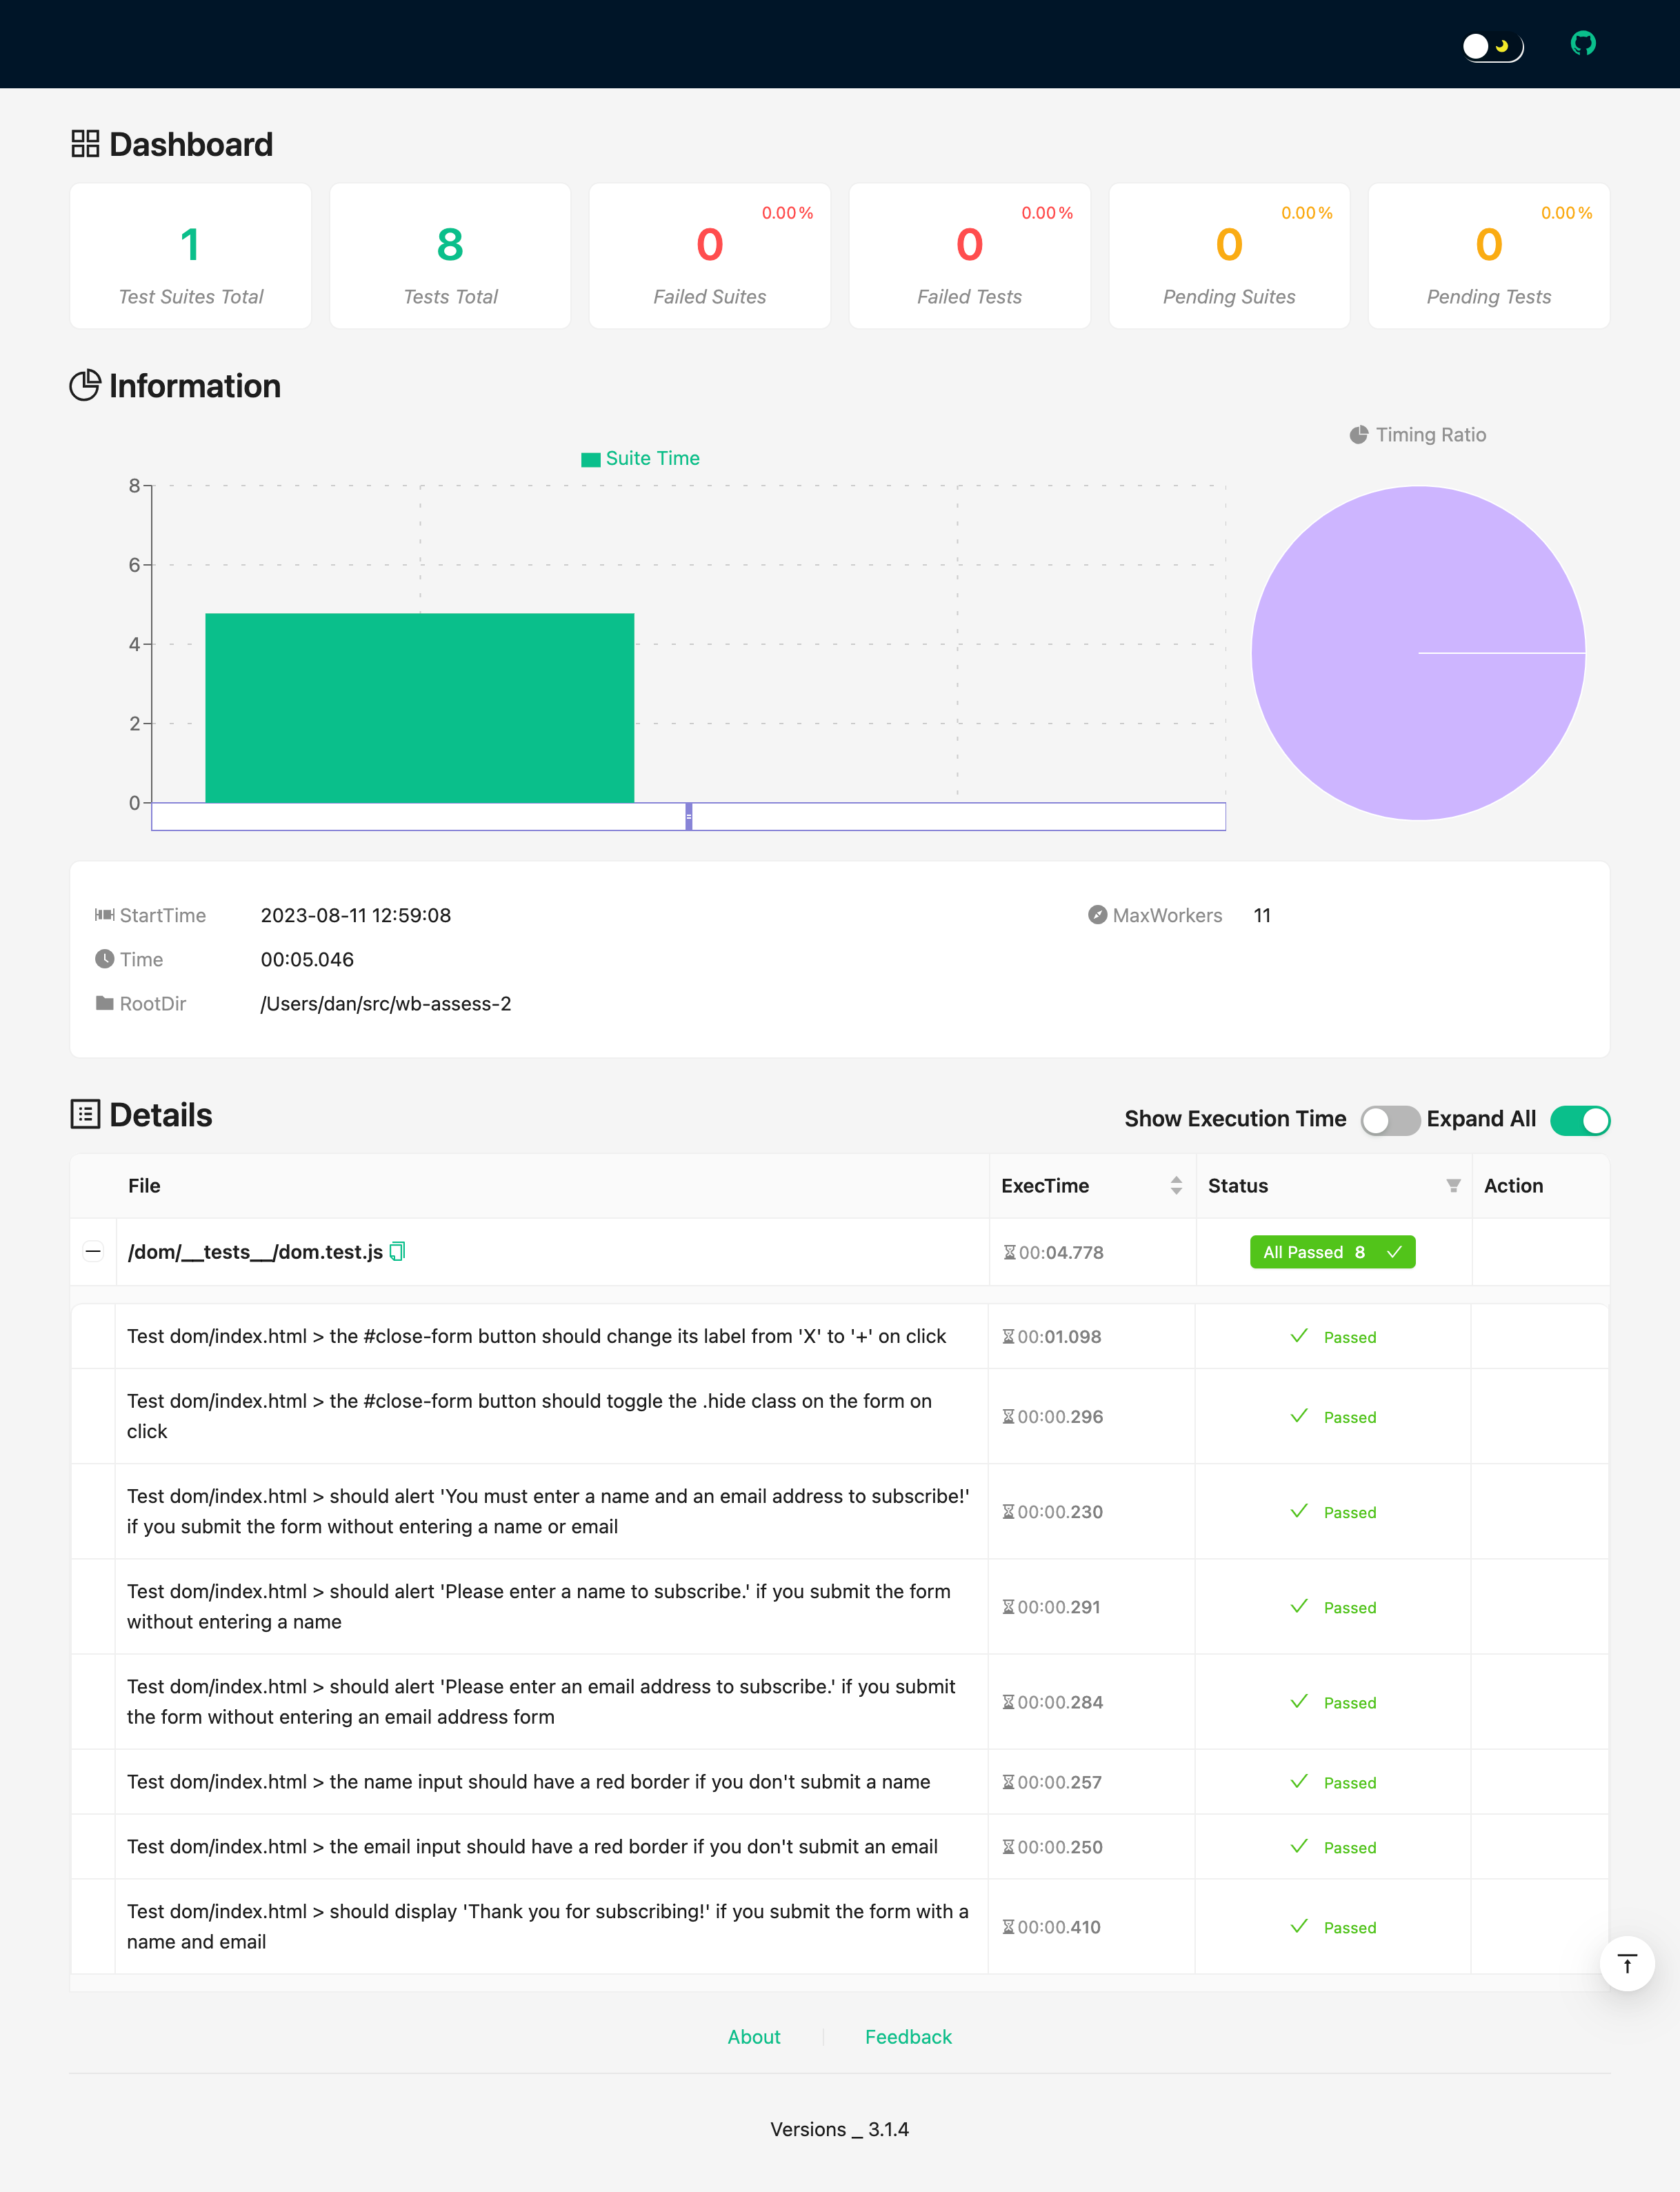 Dashboard
1
Test Suites Total
8
Tests Total
0.00%
0
Failed Suites
0.00%
0
Failed Tests
0.00%
0
Pending Suites
0.00%
0
Pending Tests
Information
Timing Ratio
Suite Time
8
6
4
2
0
StartTime 2023-08-11 12:59:08 MaxWorkers 11
Time 00:05.046
RootDir /Users/dan/src/wb-assess-2
Details Show Execution Time Expand All
File ExecTime Status Action
/dom/__tests__/dom.test.js 00:04.778 All Passed 8
Test dom/index.html > the #close-form button should change its label from 'X' to '+' on click 00:01.098 Passed
Test dom/index.html > the #close-form button should toggle the .hide class on the form on
click
00:00.296 Passed
Test dom/index.html > should alert 'You must enter a name and an email address to subscribe!'
if you submit the form without entering a name or email
00:00.230 Passed
Test dom/index.html > should alert 'Please enter a name to subscribe.' if you submit the form
without entering a name
00:00.291 Passed
Test dom/index.html > should alert 'Please enter an email address to subscribe.' if you submit
the form without entering an email address form
00:00.284 Passed
Test dom/index.html > the name input should have a red border if you don't submit a name 00:00.257 Passed
Test dom/index.html > the email input should have a red border if you don't submit an email 00:00.250 Passed
Test dom/index.html > should display 'Thank you for subscribing!' if you submit the form with a
name and email
00:00.410 Passed
About Feedback
Versions _ 3.1.4